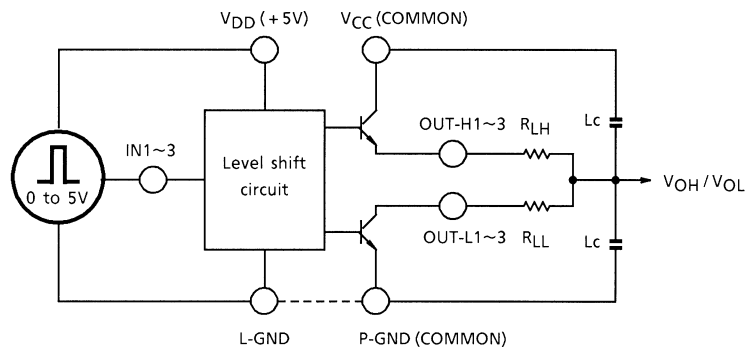 VDD (+5V)
VCC (COMMON)
IN1~3
0 to 5V
Level shift
circuit
OUT-H1~3
RLH
Lc
VOH / VOL
OUT-L1~3
RLL
Lc
L-GND
P-GND (COMMON)